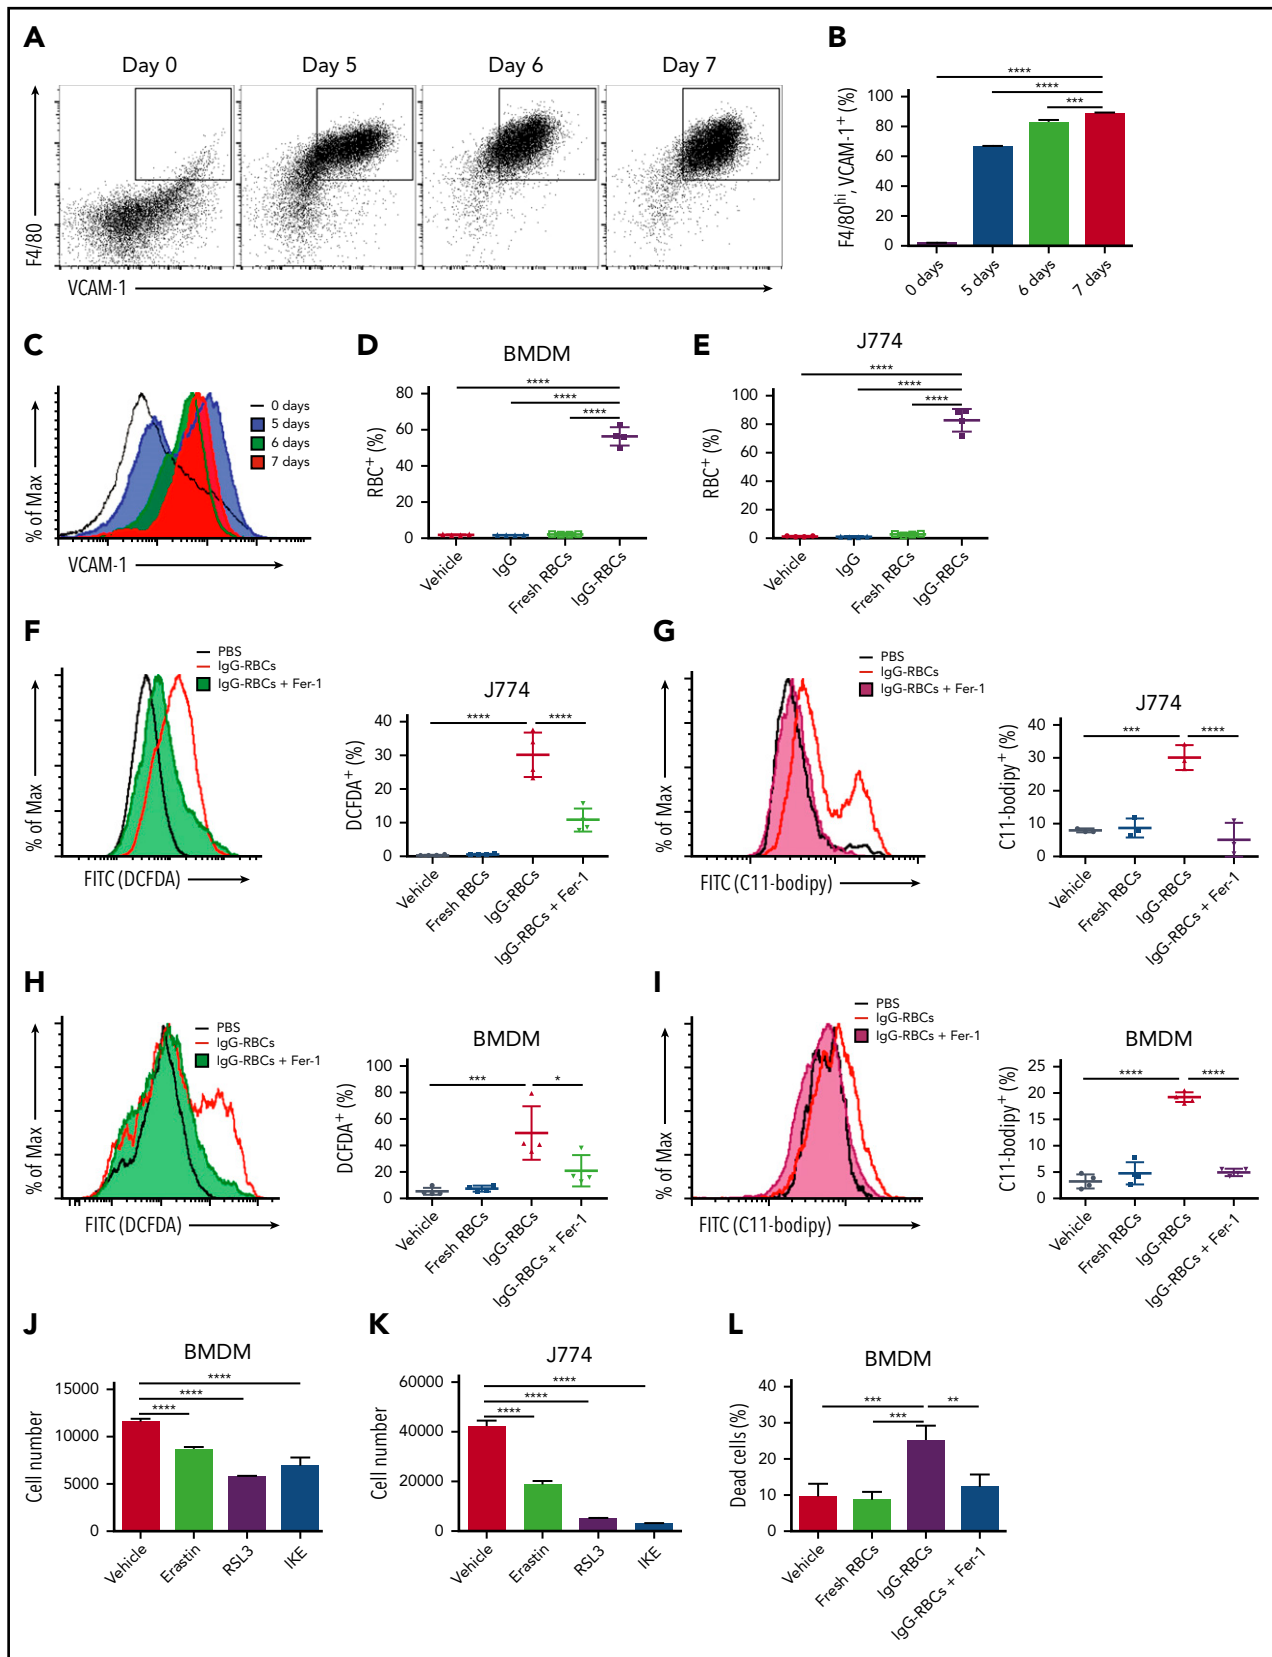 A
Day 0
Day 5
Day 6
Day 7
F4/80
VCAM-1
B
F4/80hi, VCAM-1+ (%)
100
80
60
40
20
0
****
****
***
0 days
5 days
6 days
7 days
C
% of Max
VCAM-1
0 days
5 days
6 days
7 days
D
BMDM
RBC+ (%)
80
60
40
20
0
****
****
****
Vehicle
IgG
Fresh RBCs
IgG-RBCs
E
J774
RBC+ (%)
100
80
60
40
20
0
****
****
****
Vehicle
IgG
Fresh RBCs
IgG-RBCs
F
PBS
IgG-RBCs
IgG-RBCs + Fer-1
% of Max
FITC (DCFDA)
J774
DCFDA+ (%)
40
30
20
10
0
****
****
Vehicle
Fresh RBCs
IgG-RBCs
IgG-RBCs + Fer-1
G
PBS
IgG-RBCs
IgG-RBCs + Fer-1
% of Max
FITC (C11-bodipy)
J774
C11-bodipy+ (%)
40
30
20
10
0
***
****
Vehicle
Fresh RBCs
IgG-RBCs
IgG-RBCs + Fer-1
H
PBS
IgG-RBCs
IgG-RBCs + Fer-1
% of Max
FITC (DCFDA)
BMDM
DCFDA+ (%)
100
80
60
40
20
0
***
*
Vehicle
Fresh RBCs
IgG-RBCs
IgG-RBCs + Fer-1
I
PBS
IgG-RBCs
IgG-RBCs + Fer-1
% of Max
FITC (C11-bodipy)
BMDM
C11-bodipy+ (%)
25
20
15
10
5
0
****
****
Vehicle
Fresh RBCs
IgG-RBCs
IgG-RBCs + Fer-1
J
BMDM
Cell number
15000
10000
5000
0
****
****
****
Vehicle
Erastin
RSL3
IKE
K
J774
Cell number
60000
40000
20000
0
****
****
****
Vehicle
Erastin
RSL3
IKE
L
BMDM
Dead cells (%)
40
30
20
10
0
***
**
***
Vehicle
Fresh RBCs
IgG-RBCs
IgG-RBCs + Fer-1